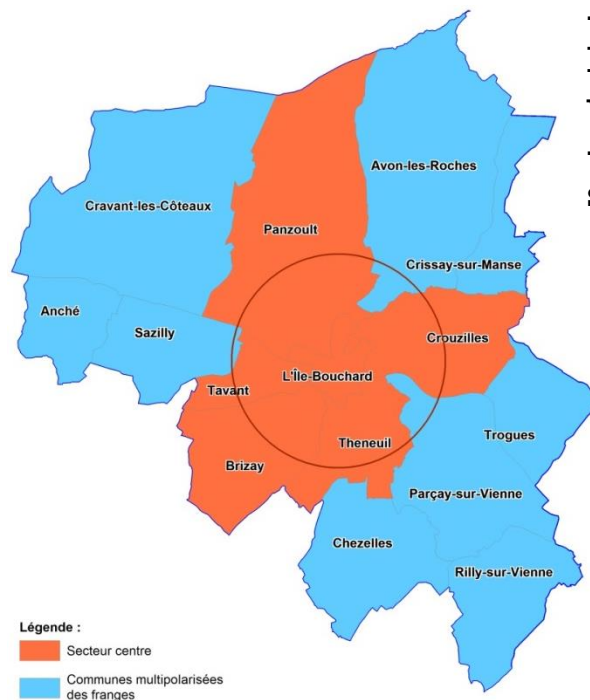 Avon-les-Roches
Cravant-les-Côteaux
Panzoult
Crissay-sur-Manse
Anché
Sazilly
Crouzilles
L'Île-Bouchard
Tavant
Theneuil
Trogues
Brizay
Parçay-sur-Vienne
Chezelles
Rilly-sur-Vienne
Légende :
Secteur centre
Communes multipolarisées
des franges